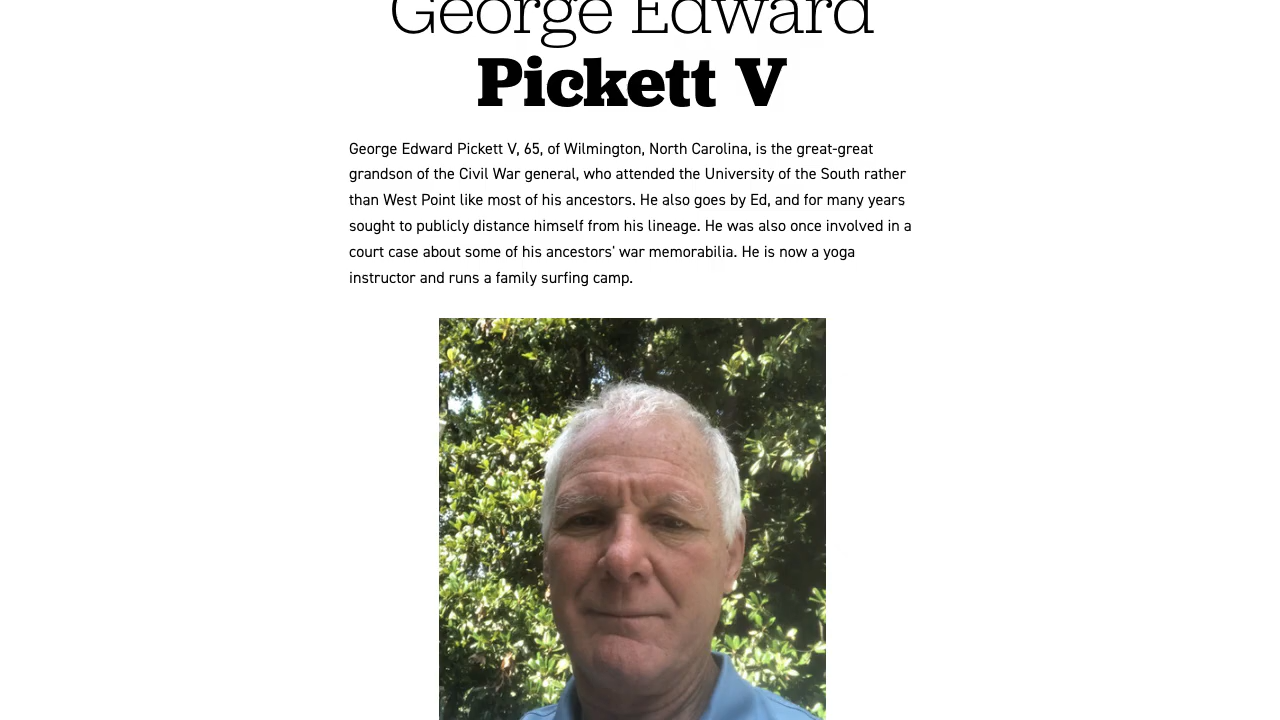 George Edward
Pickett V
George Edward Pickett V, 65, of Wilmington, North Carolina, is the great-great
grandson of the Civil War general, who attended the University of the South rather
than West Point like most of his ancestors. He also goes by Ed, and for many years
sought to publicly distance himself from his lineage. He was also once involved in a
court case about some of his ancestors' war memorabilia. He is now a yoga
instructor and runs a family surfing camp.